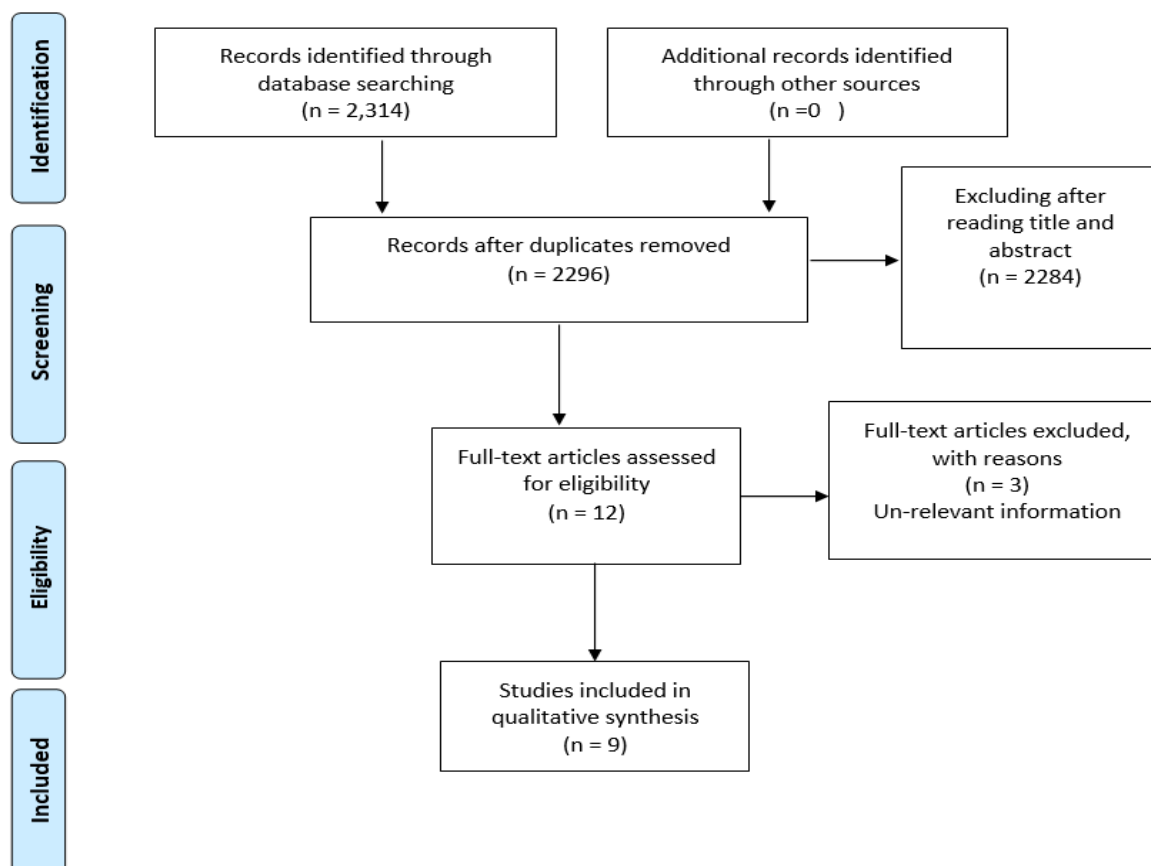 Identification
Records identified through
database searching
(n = 2,314)
Additional records identified
through other sources
(n =0   )
Screening
Records after duplicates removed
(n = 2296)
Excluding after
reading title and
abstract
(n = 2284)
Eligibility
Full-text articles assessed
for eligibility
(n = 12)
Full-text articles excluded,
with reasons
(n = 3)
Un-relevant information
Included
Studies included in
qualitative synthesis
(n = 9)